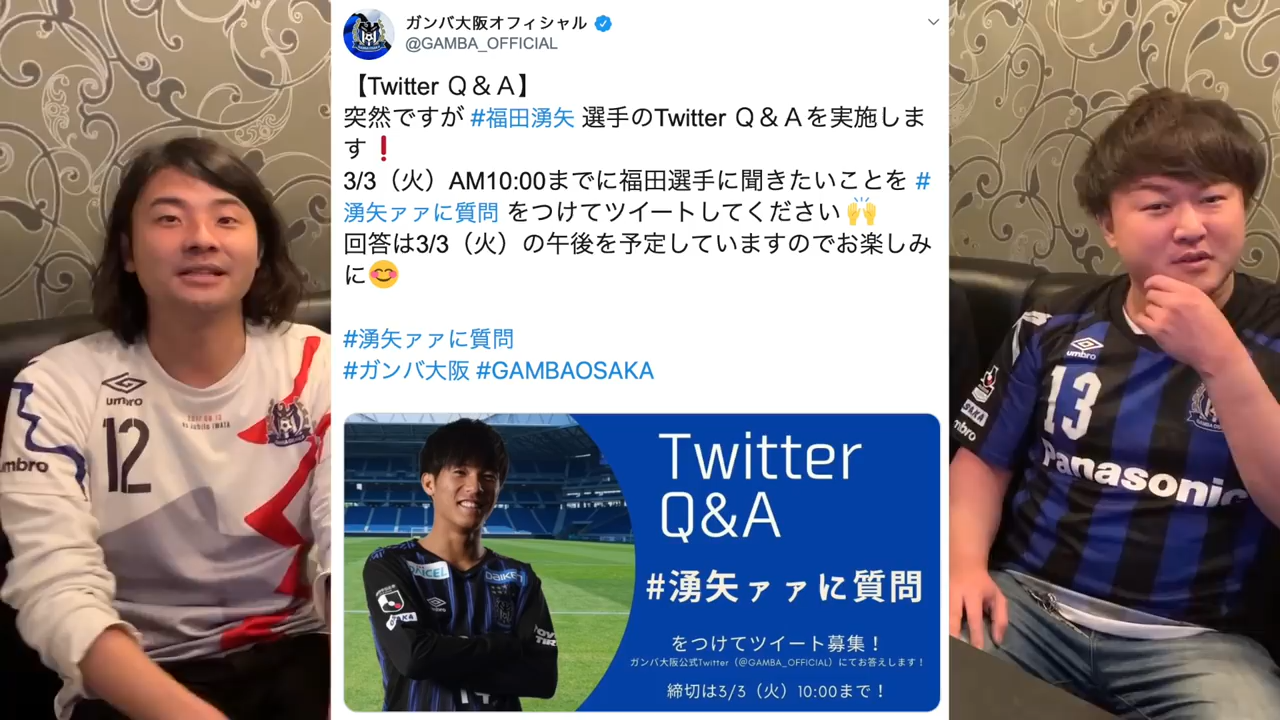 ガンバ大阪オフィシャル
@GAMBA_OFFICIAL
【Twitter Q&A】
突然ですが #福田湧矢 選手のTwitter Q&Aを実施しま
す❗
3/3（火）AM10:00までに福田選手に聞きたいことを #
湧矢ァァに質問 をつけてツイートしてください🙌
回答は3/3（火）の午後を予定していますのでお楽しみ
に😊
#湧矢ァァに質問
#ガンバ大阪 #GAMBAOSAKA
Twitter
Q&A
#湧矢ァァに質問
をつけてツイート募集！
ガンバ大阪公式Twitter（@GAMBA_OFFICIAL）にてお答えします！
締切は3/3（火）10:00まで！
DAICEL
DAIKIN
OSAKA
TOYO
TIRES
umbro
12
umbro
umbro
13
Panasonic
OSAKA
umbro